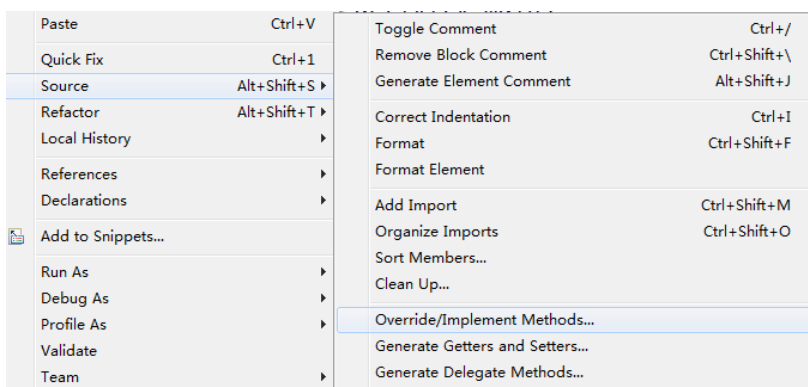 Paste Ctrl+V
Quick Fix Ctrl+1
Source Alt+Shift+S
Refactor Alt+Shift+T
Local History
References
Declarations
Add to Snippets...
Run As
Debug As
Profile As
Validate
Team
Toggle Comment Ctrl+/
Remove Block Comment Ctrl+Shift+\
Generate Element Comment Alt+Shift+J
Correct Indentation Ctrl+I
Format Ctrl+Shift+F
Format Element
Add Import Ctrl+Shift+M
Organize Imports Ctrl+Shift+O
Sort Members...
Clean Up...
Override/Implement Methods...
Generate Getters and Setters...
Generate Delegate Methods...